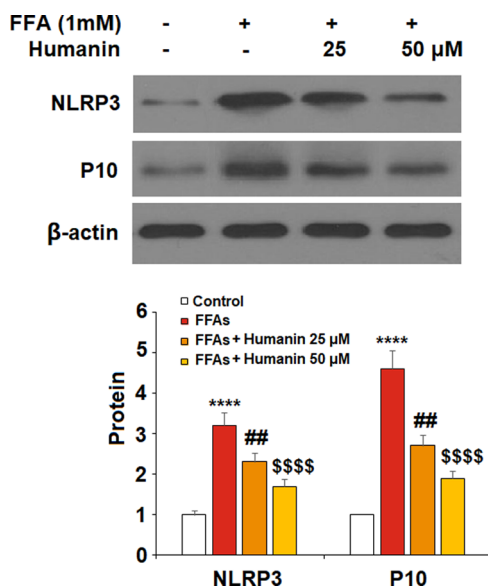 FFA (1mM) - + + +
Humanin - - 25 50 μM
NLRP3
P10
β-actin
Control
FFAs
FFAs + Humanin 25 μM
FFAs + Humanin 50 μM
Protein
6
5
4
3
2
1
0
**** ## $$$$
**** ## $$$$
NLRP3 P10